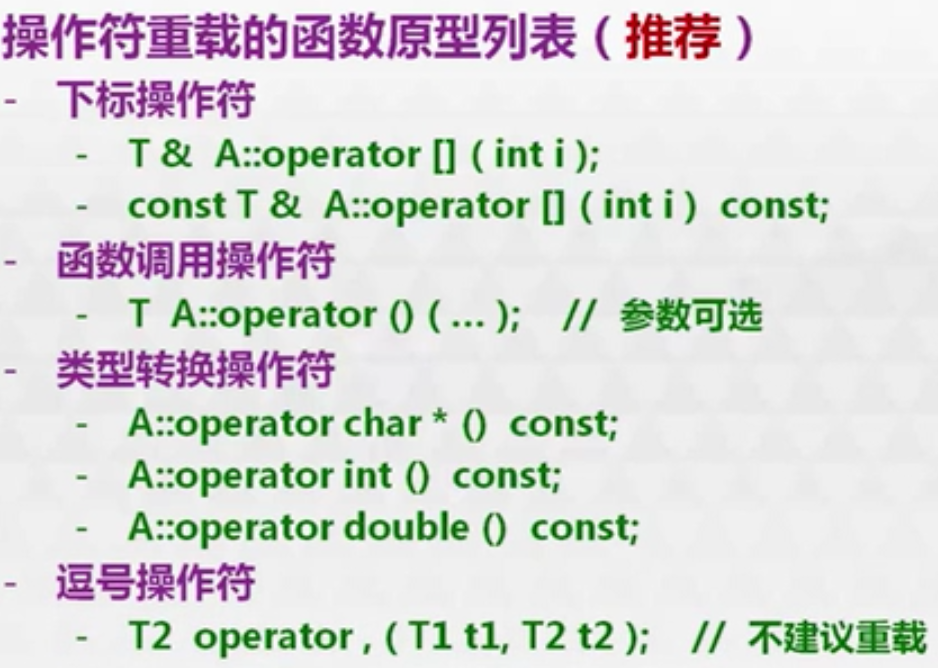 操作符重载的函数原型列表（推荐）
- 下标操作符
- T & A::operator [] ( int i );
- const T & A::operator [] ( int i ) const;
- 函数调用操作符
- T A::operator () ( ... ); // 参数可选
- 类型转换操作符
- A::operator char * () const;
- A::operator int () const;
- A::operator double () const;
- 逗号操作符
- T2 operator , ( T1 t1, T2 t2 ); // 不建议重载